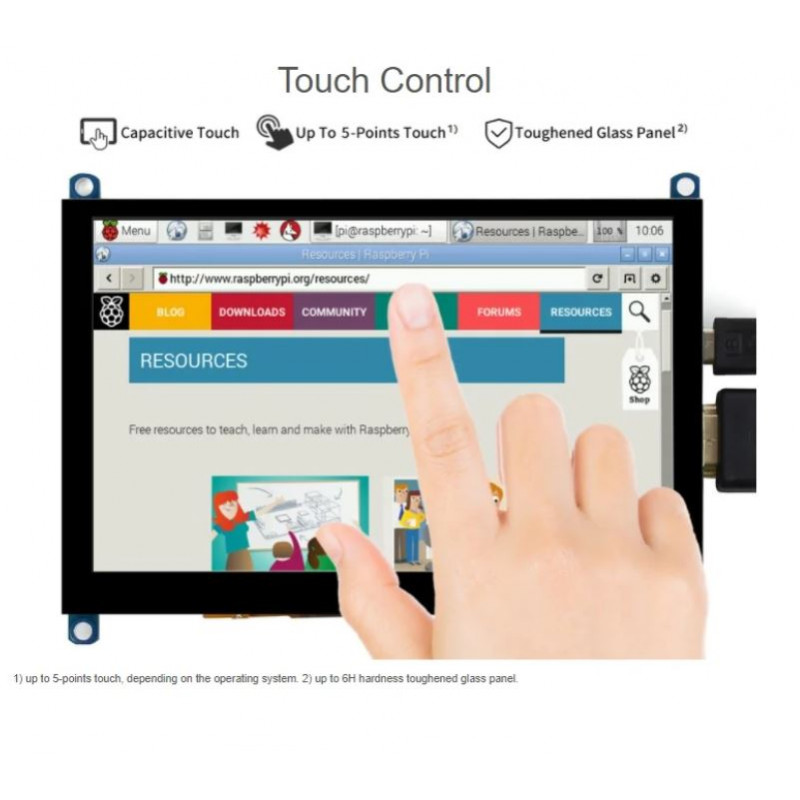 Touch Control
Capacitive Touch Up To 5-Points Touch 1) Toughened Glass Panel 2)
Menu [pi@raspberrypi: ~] Resources | Raspbe... 100 % 10:06
Resources | Raspberry Pi
http://www.raspberrypi.org/resources/
BLOG DOWNLOADS COMMUNITY FORUMS RESOURCES
RESOURCES
Shop
Free resources to teach, learn and make with Raspberry
1) up to 5-points touch, depending on the operating system. 2) up to 6H hardness toughened glass panel.